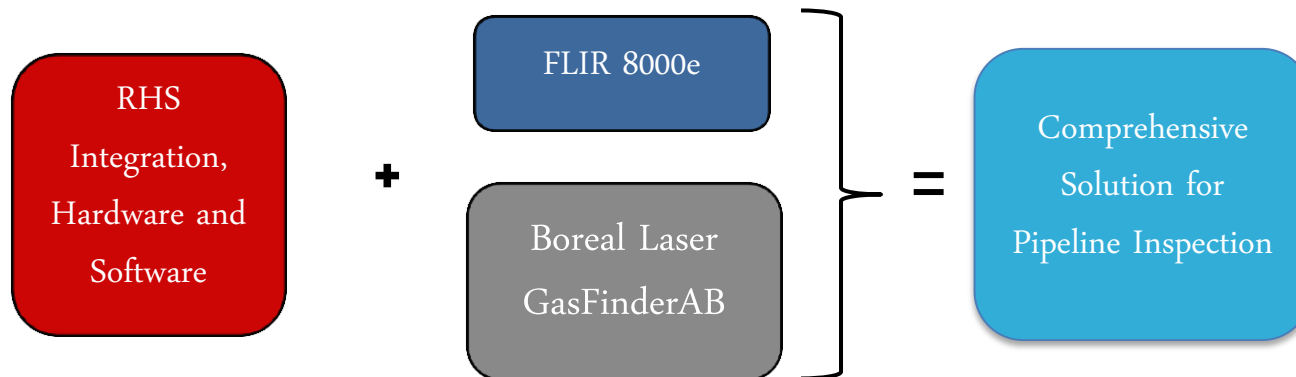 RHS
Integration,
Hardware and
Software
+
FLIR 8000e
Boreal Laser
GasFinderAB
=
Comprehensive
Solution for
Pipeline Inspection